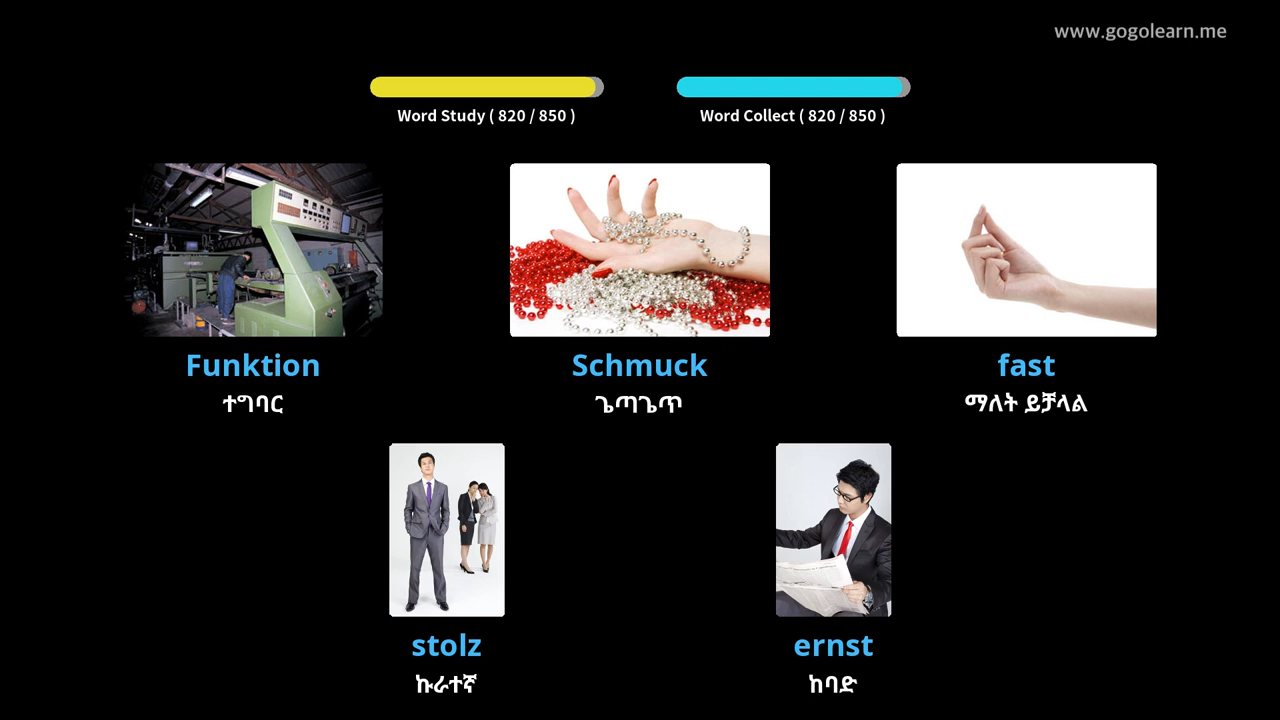 www.gogolearn.me
Word Study ( 820 / 850 )
Word Collect ( 820 / 850 )
Funktion
ተግባር
Schmuck
ጌጣጌጥ
fast
ማለት ይቻላል
stolz
ኩራተኛ
ernst
ከባድ